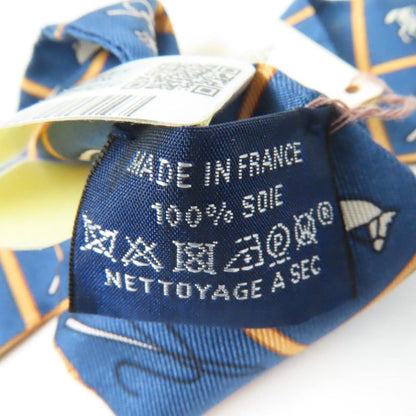 MADE IN FRANCE
100% SOIE
P W ®
NETTOYAGE À SEC